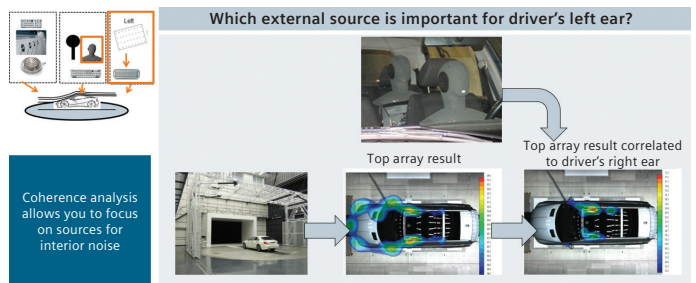 Which external source is important for driver's left ear?
Left
Top array result
Top array result correlated
to driver's right ear
Coherence analysis
allows you to focus
on sources for
interior noise